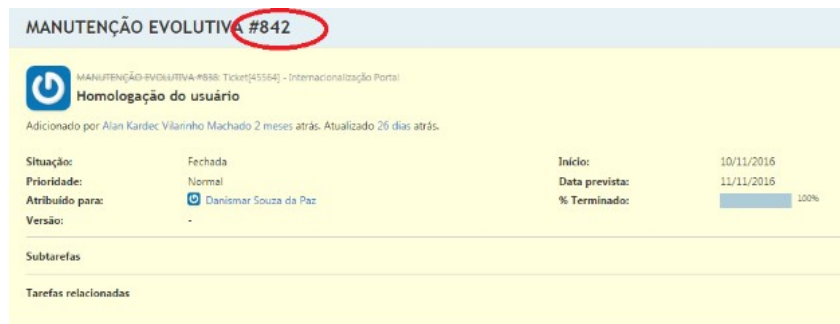 MANUTENÇÃO EVOLUTIVA #842
MANUTENÇÃO EVOLUTIVA #838: Ticket[45564] - Internacionalização Portal
Homologação do usuário
Adicionado por Alan Kardec Vilarinho Machado 2 meses atrás. Atualizado 26 dias atrás.
Situação: Fechada Início: 10/11/2016
Prioridade: Normal Data prevista: 11/11/2016
Atribuído para: Danismar Souza da Paz % Terminado: 100%
Versão: -
Subtarefas
Tarefas relacionadas